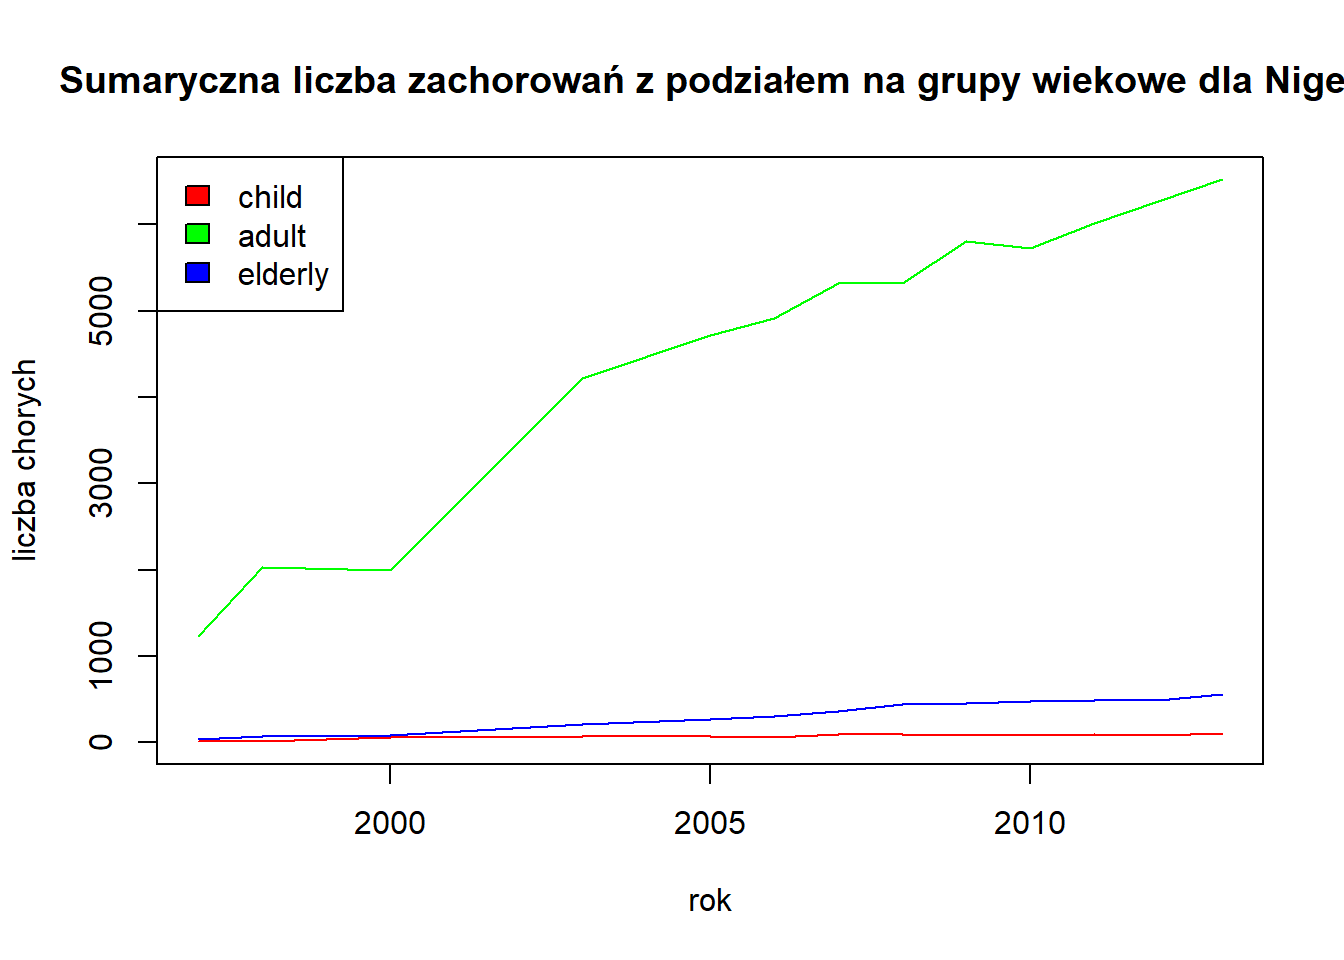 Sumaryczna liczba zachorowań z podziałem na grupy wiekowe dla Nige
child
adult
elderly
liczba chorych
5000
3000
1000
0
2000 2005 2010
rok